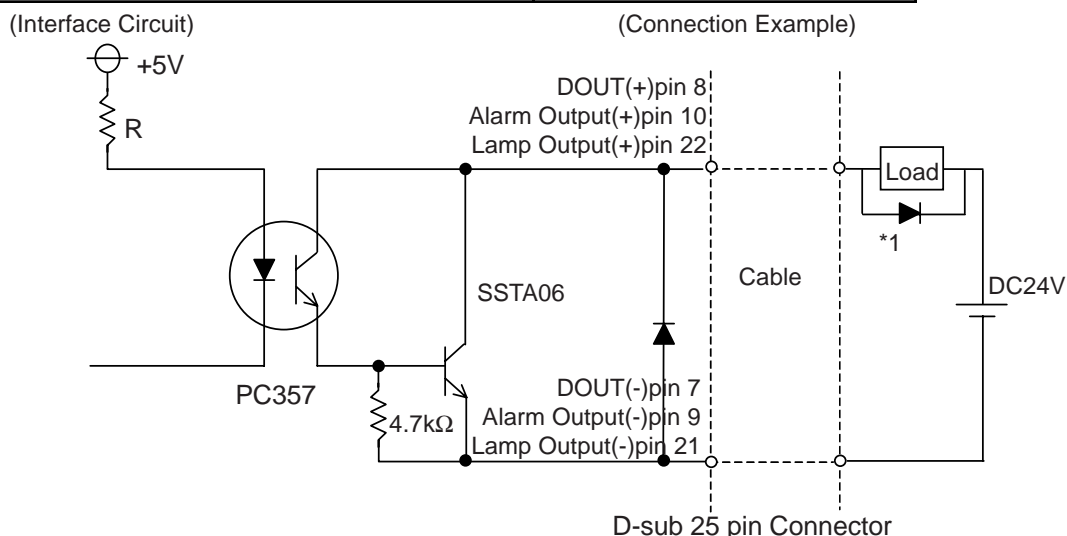 (Interface Circuit)
(Connection Example)
+5V
R
DOUT(+)pin 8
Alarm Output(+)pin 10
Lamp Output(+)pin 22
Load
*1
Cable
DC24V
SSTA06
PC357
4.7kΩ
DOUT(-)pin 7
Alarm Output(-)pin 9
Lamp Output(-)pin 21
D-sub 25 pin Connector